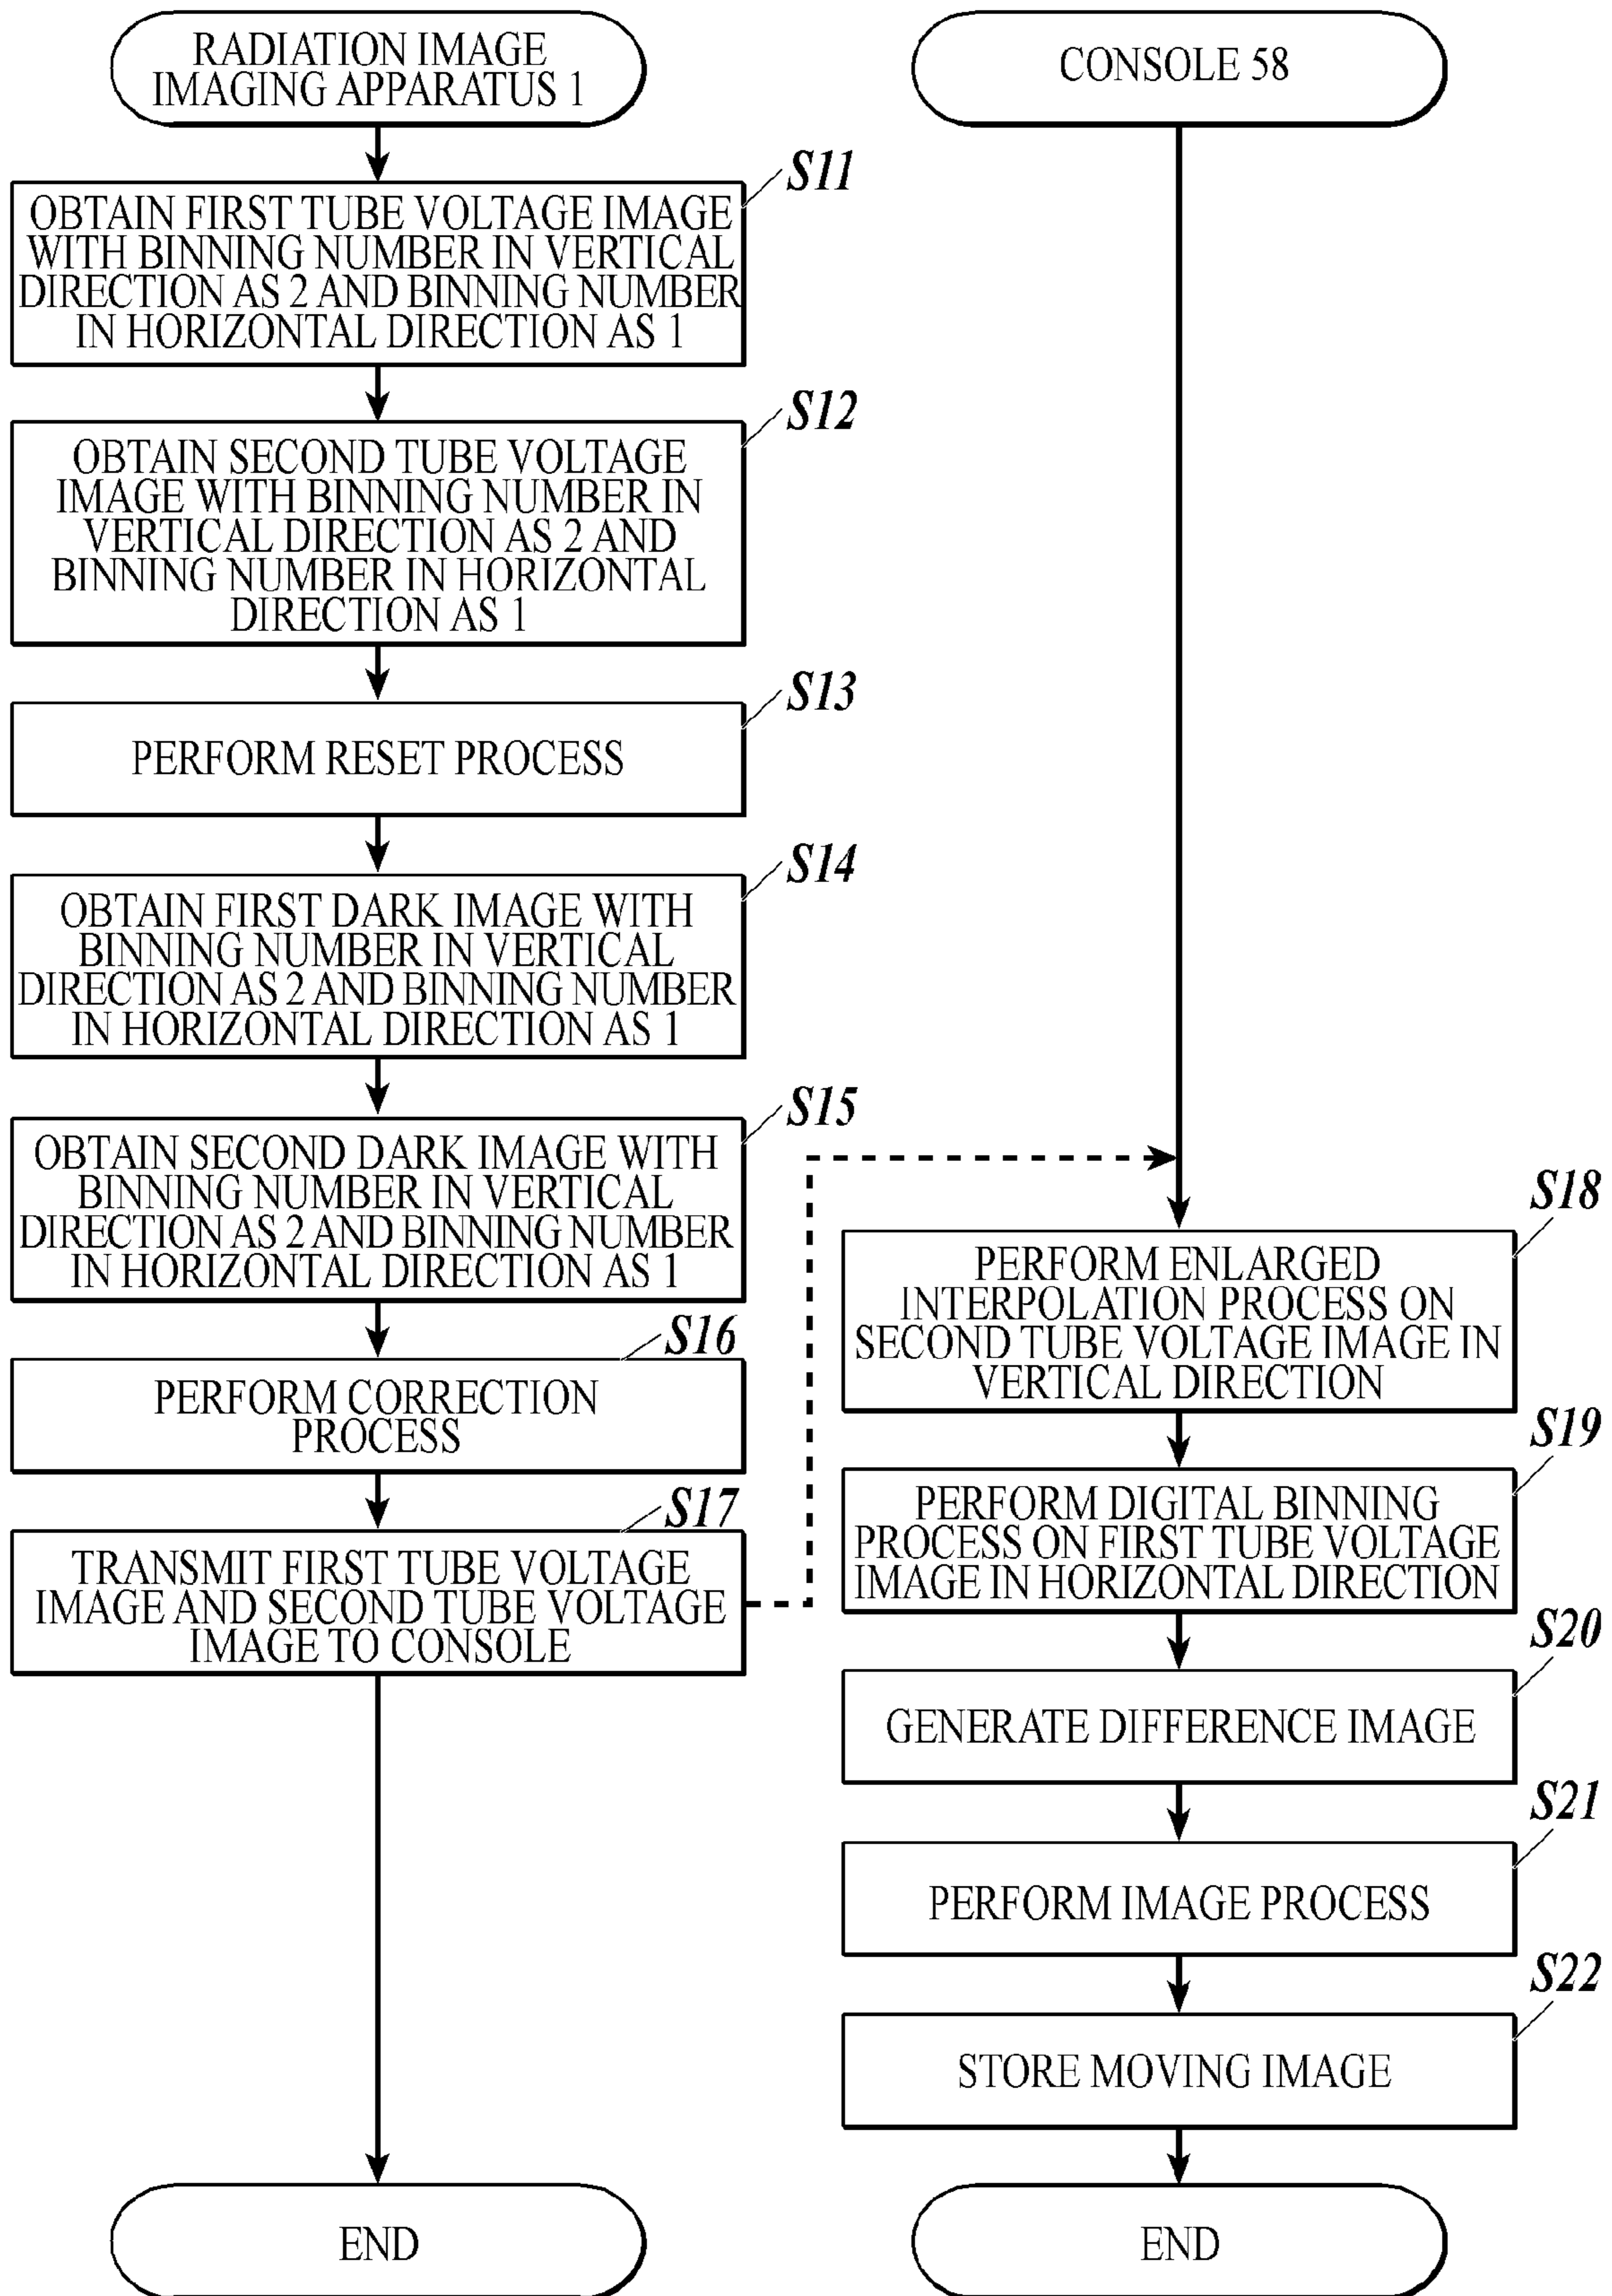 RADIATION IMAGE
IMAGING APPARATUS 1
S11
OBTAIN FIRST TUBE VOLTAGE IMAGE
WITH BINNING NUMBER IN VERTICAL
DIRECTION AS 2 AND BINNING NUMBER
IN HORIZONTAL DIRECTION AS 1
S12
OBTAIN SECOND TUBE VOLTAGE
IMAGE WITH BINNING NUMBER IN
VERTICAL DIRECTION AS 2 AND
BINNING NUMBER IN HORIZONTAL
DIRECTION AS 1
S13
PERFORM RESET PROCESS
S14
OBTAIN FIRST DARK IMAGE WITH
BINNING NUMBER IN VERTICAL
DIRECTION AS 2 AND BINNING NUMBER
IN HORIZONTAL DIRECTION AS 1
S15
OBTAIN SECOND DARK IMAGE WITH
BINNING NUMBER IN VERTICAL
DIRECTION AS 2 AND BINNING NUMBER
IN HORIZONTAL DIRECTION AS 1
S16
PERFORM CORRECTION
PROCESS
S17
TRANSMIT FIRST TUBE VOLTAGE
IMAGE AND SECOND TUBE VOLTAGE
IMAGE TO CONSOLE
END
CONSOLE 58
S18
PERFORM ENLARGED
INTERPOLATION PROCESS ON
SECOND TUBE VOLTAGE IMAGE IN
VERTICAL DIRECTION
S19
PERFORM DIGITAL BINNING
PROCESS ON FIRST TUBE VOLTAGE
IMAGE IN HORIZONTAL DIRECTION
S20
GENERATE DIFFERENCE IMAGE
S21
PERFORM IMAGE PROCESS
S22
STORE MOVING IMAGE
END